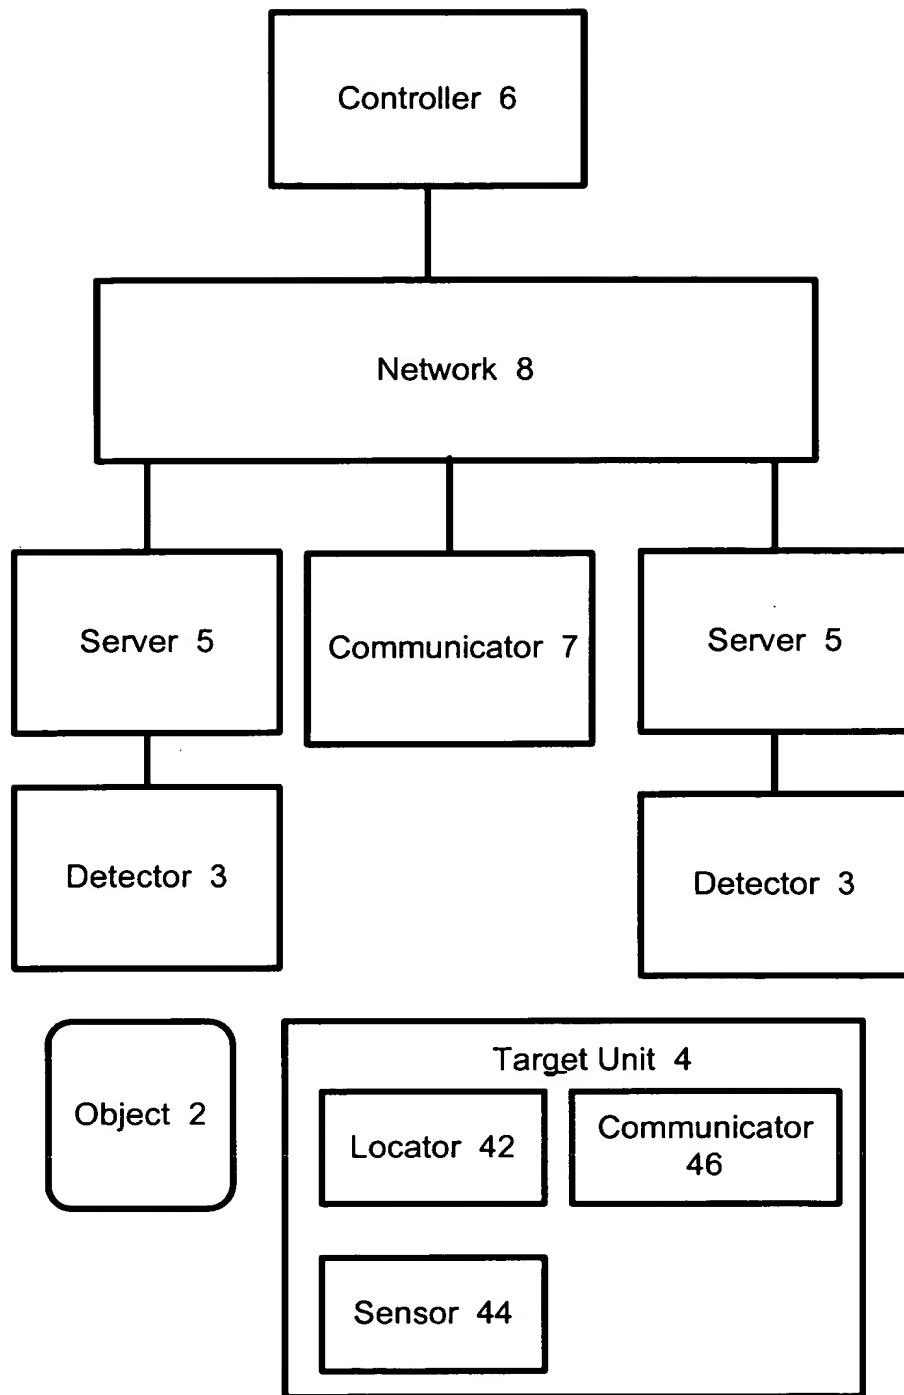 Controller 6
Network 8
Server 5
Communicator 7
Server 5
Detector 3
Detector 3
Object 2
Target Unit 4
Locator 42
Communicator
46
Sensor 44